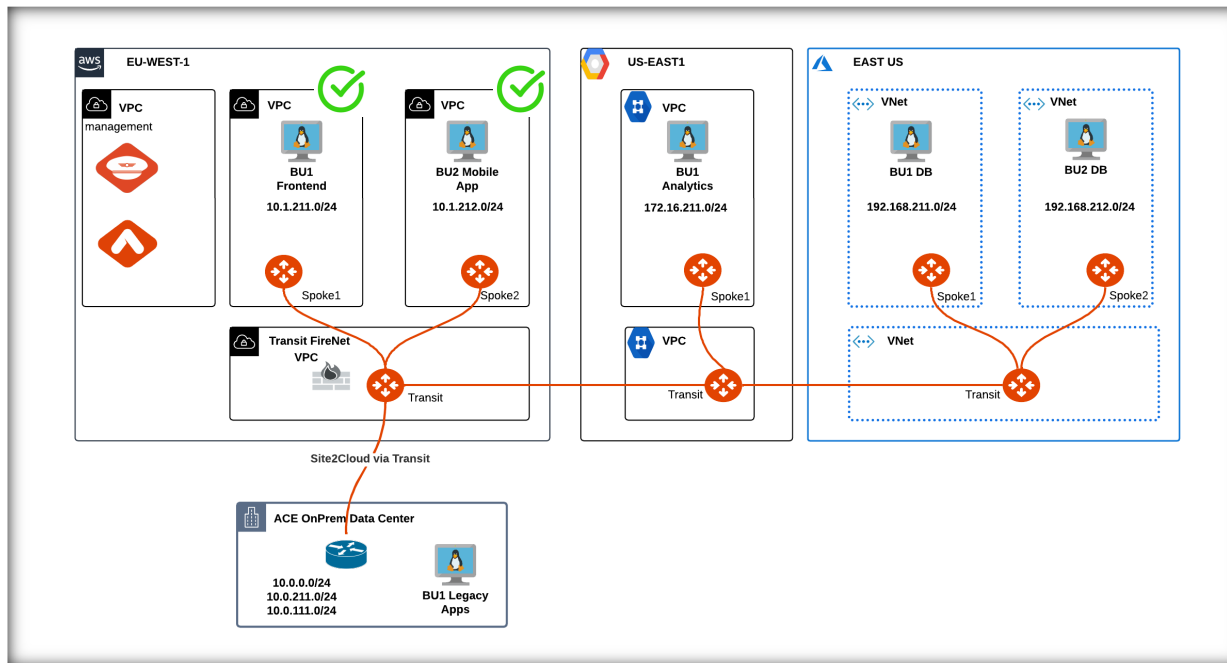 aws
EU-WEST-1
VPC
management
VPC
BU1
Frontend
10.1.211.0/24
Spoke1
VPC
BU2 Mobile
App
10.1.212.0/24
Spoke2
Transit FireNet
VPC
Transit
US-EAST1
VPC
BU1
Analytics
172.16.211.0/24
Spoke1
VPC
Transit
EAST US
VNet
BU1 DB
192.168.211.0/24
Spoke1
VNet
BU2 DB
192.168.212.0/24
Spoke2
VNet
Transit
Site2Cloud via Transit
ACE OnPrem Data Center
10.0.0.0/24
10.0.211.0/24
10.0.111.0/24
BU1 Legacy
Apps